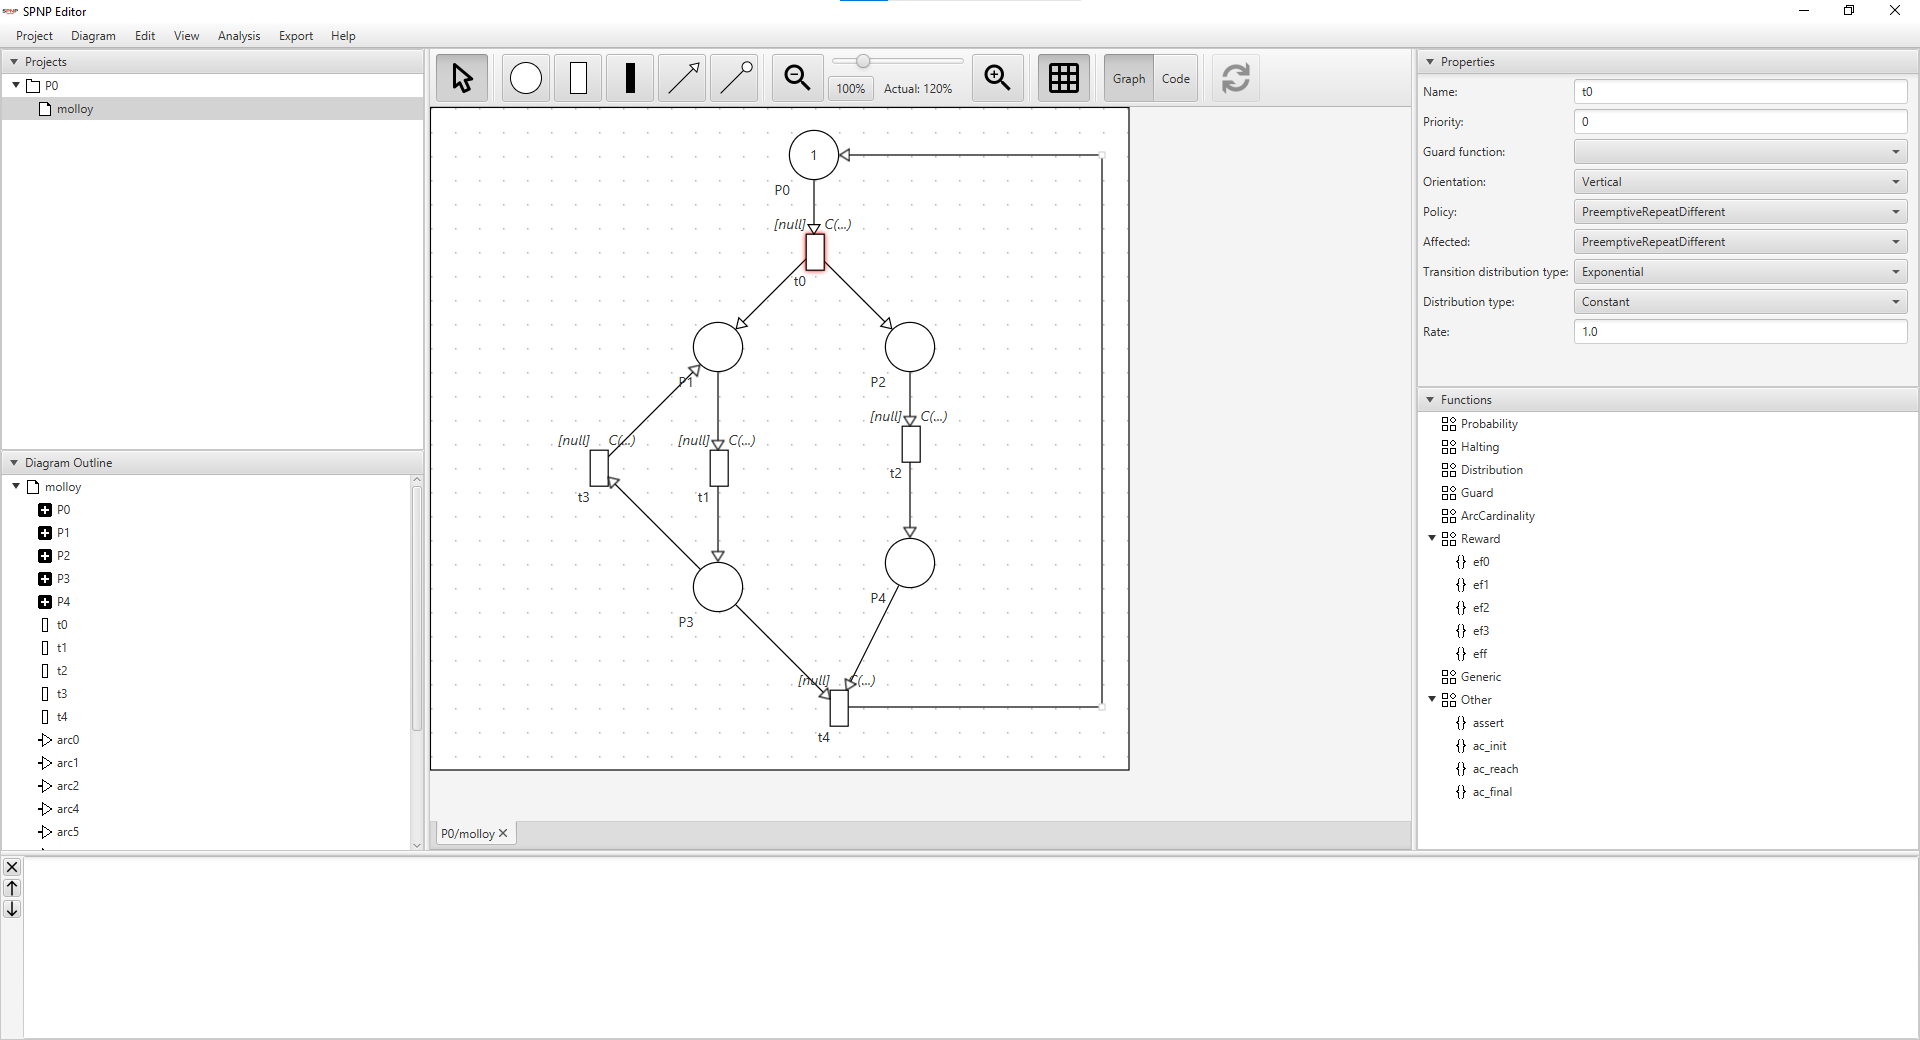 SPNP Editor
Project Diagram Edit View Analysis Export Help
Projects
P0
molloy
Diagram Outline
molloy
P0
P1
P2
P3
P4
t0
t1
t2
t3
t4
arc0
arc1
arc2
arc4
arc5
100%
Actual: 120%
Graph
Code
1
P0
[null] C(...)
t0
P1
P2
[null] C(...)
t2
[null] C(...)
t3
[null] C(...)
t1
P3
P4
[null] C(...)
t4
P0/molloy
Properties
Name: t0
Priority: 0
Guard function:
Orientation: Vertical
Policy: PreemptiveRepeatDifferent
Affected: PreemptiveRepeatDifferent
Transition distribution type: Exponential
Distribution type: Constant
Rate: 1.0
Functions
Probability
Halting
Distribution
Guard
ArcCardinality
Reward
{} ef0
{} ef1
{} ef2
{} ef3
{} eff
Generic
Other
{} assert
{} ac_init
{} ac_reach
{} ac_final